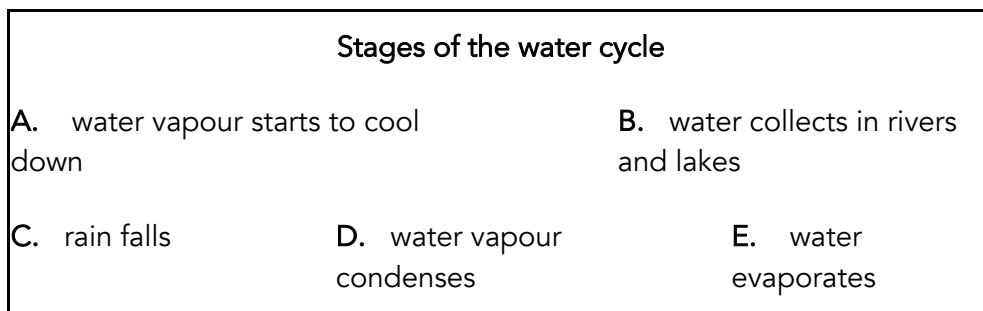 Stages of the water cycle
A. water vapour starts to cool
down
B. water collects in rivers
and lakes
C. rain falls
D. water vapour
condenses
E. water
evaporates